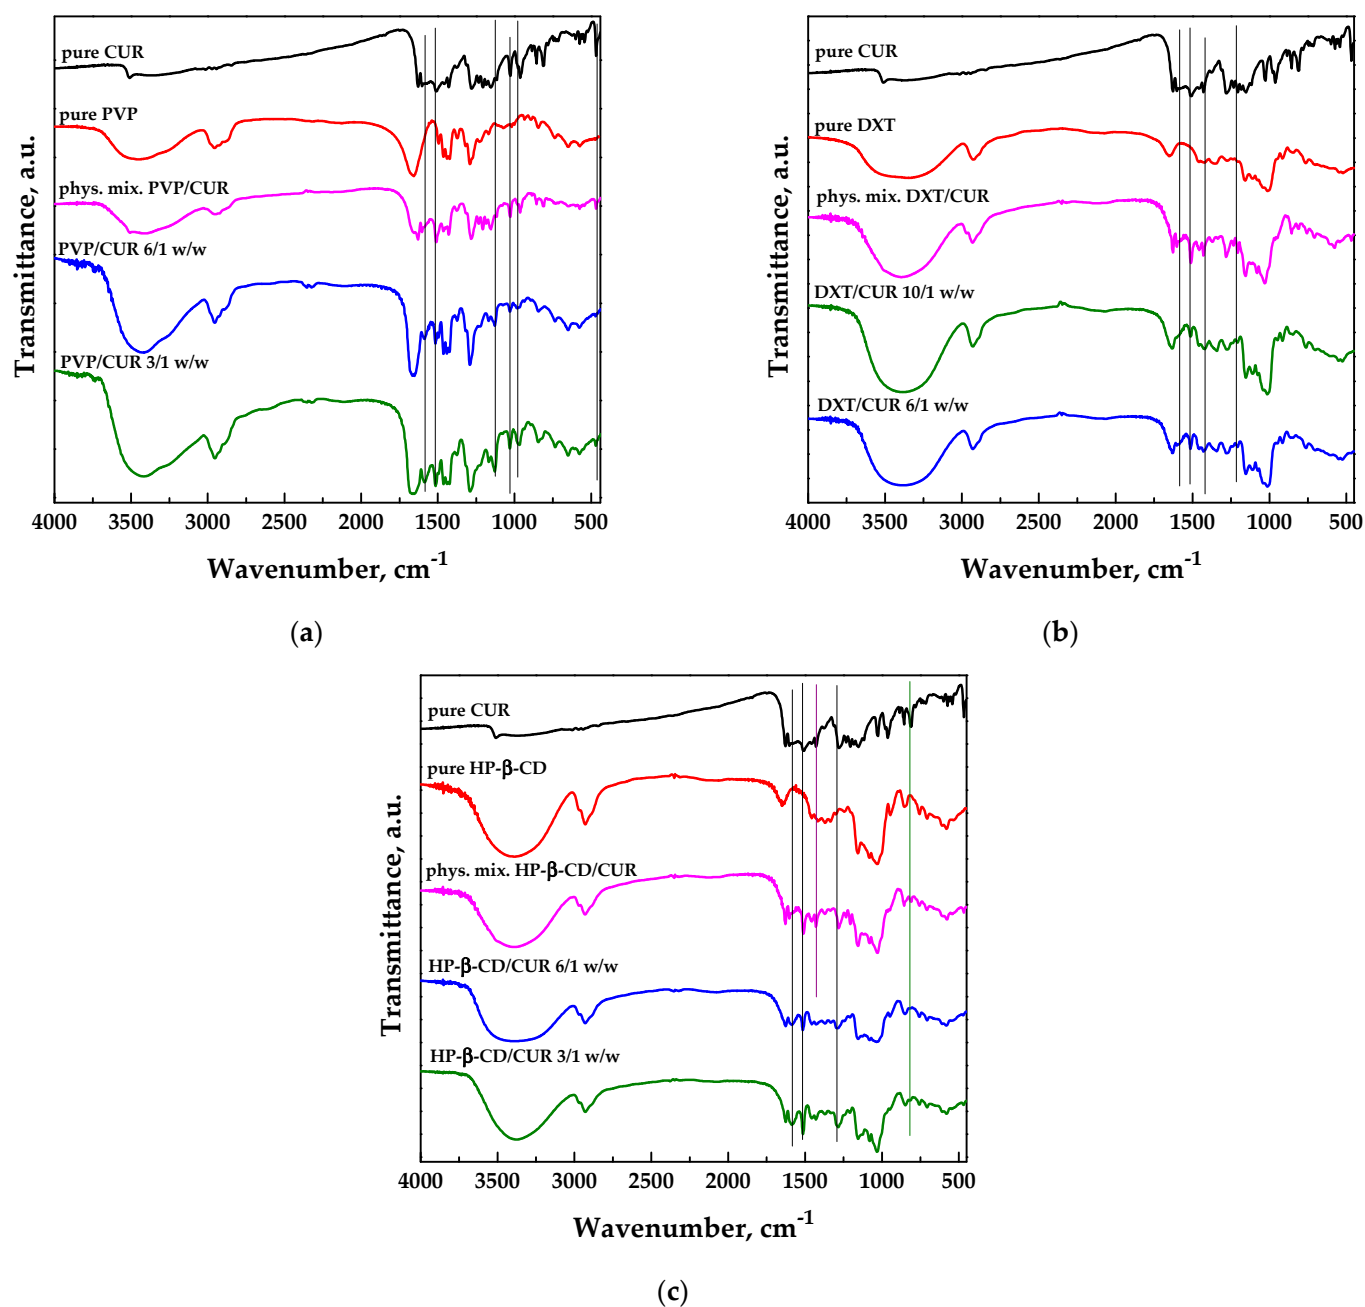 pure CUR
pure PVP
phys. mix. PVP/CUR
PVP/CUR 6/1 w/w
PVP/CUR 3/1 w/w
Transmittance, a.u.
4000 3500 3000 2500 2000 1500 1000 500
Wavenumber, cm-1
(a)
pure CUR
pure DXT
phys. mix. DXT/CUR
DXT/CUR 10/1 w/w
DXT/CUR 6/1 w/w
Transmittance, a.u.
4000 3500 3000 2500 2000 1500 1000 500
Wavenumber, cm-1
(b)
pure CUR
pure HP-β-CD
phys. mix. HP-β-CD/CUR
HP-β-CD/CUR 6/1 w/w
HP-β-CD/CUR 3/1 w/w
Transmittance, a.u.
4000 3500 3000 2500 2000 1500 1000 500
Wavenumber, cm-1
(c)